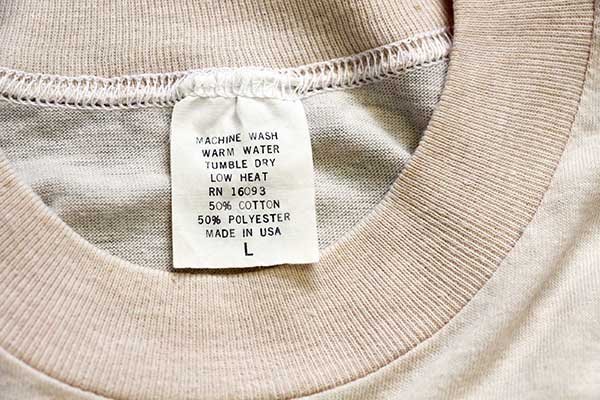 MACHINE WASH
WARM WATER
TUMBLE DRY
LOW HEAT
RN 16093
50% COTTON
50% POLYESTER
MADE IN USA
L